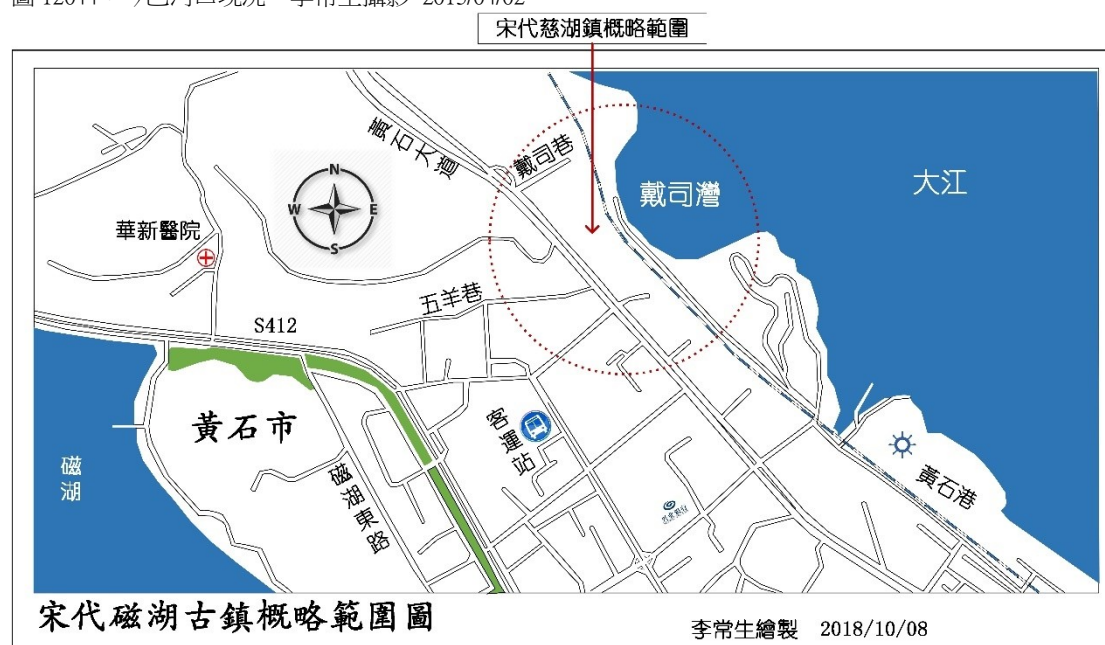 宋代慈湖鎮概略範圍
黃石大道
戴司巷
戴司灣
大江
N
W
E
S
華新醫院
五羊巷
S412
黃石市
客運站
磁湖
磁湖東路
黃石港
宋代磁湖古鎮概略範圍圖
李常生繪製 2018/10/08